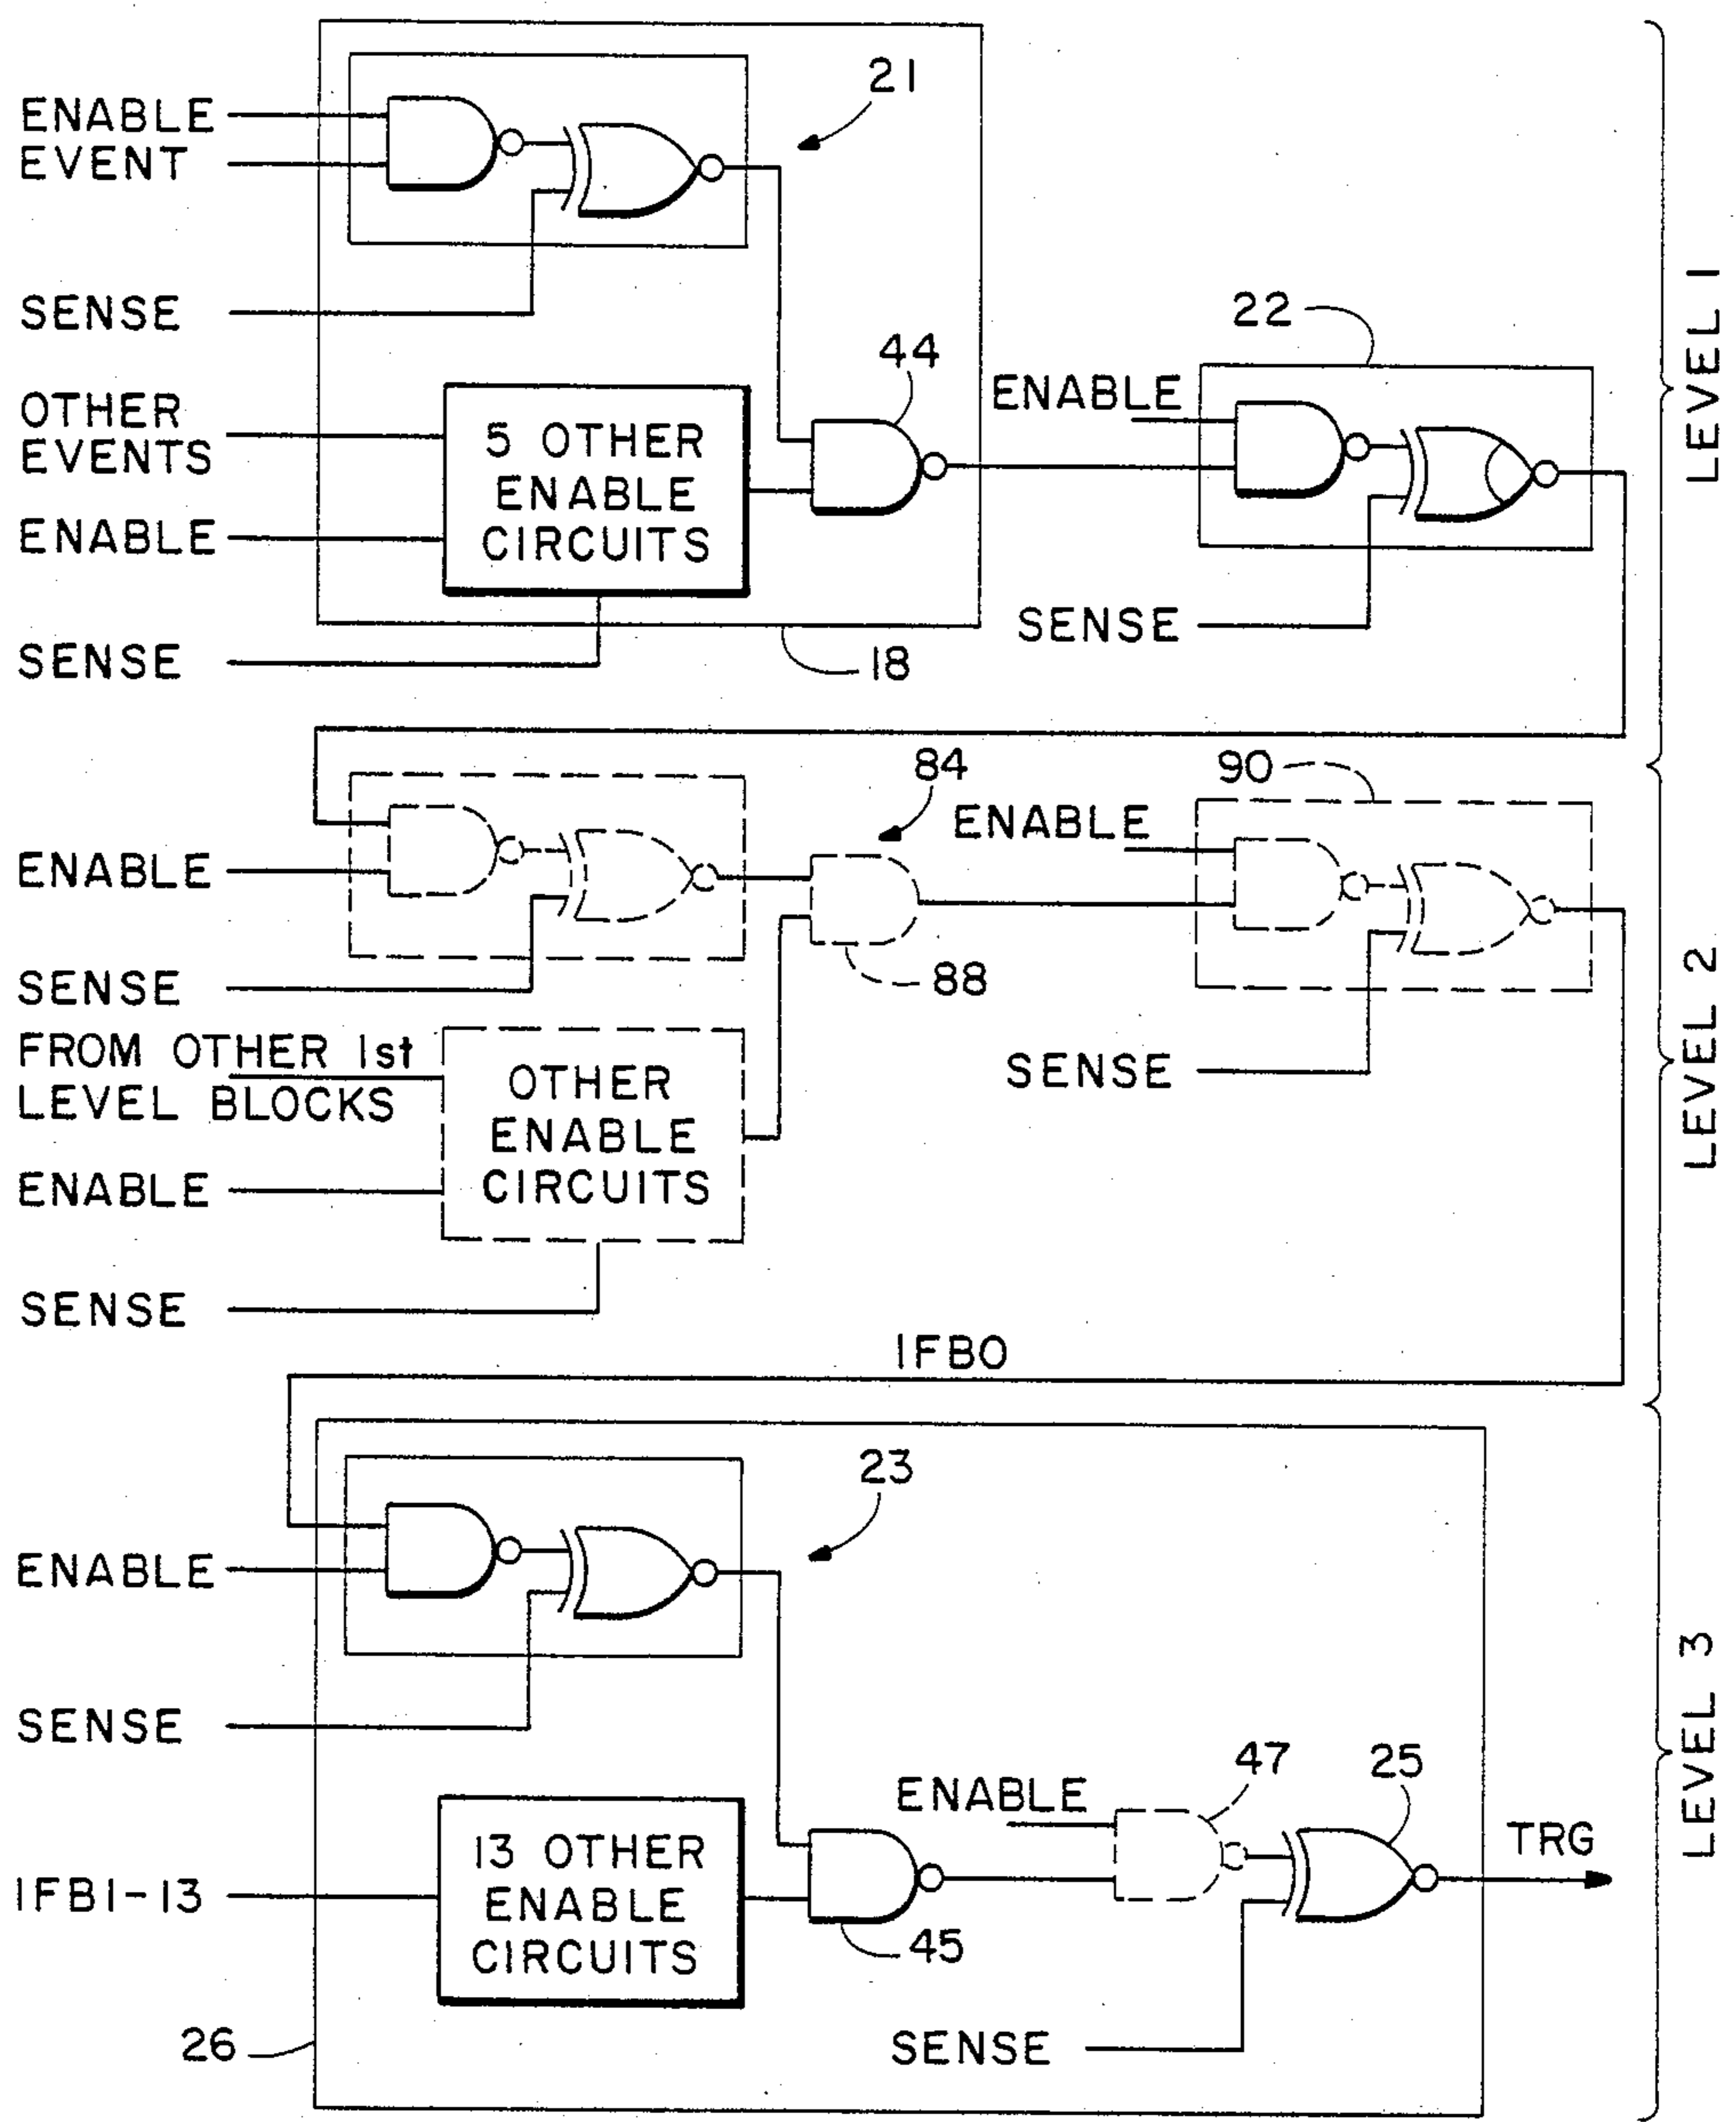 21
ENABLE
EVENT
SENSE
44
22
ENABLE
OTHER
EVENTS
5 OTHER
ENABLE
CIRCUITS
ENABLE
SENSE
SENSE
18
LEVEL 1
84
90
ENABLE
ENABLE
88
SENSE
FROM OTHER 1st
LEVEL BLOCKS
OTHER
ENABLE
CIRCUITS
SENSE
ENABLE
SENSE
LEVEL 2
IFBO
23
ENABLE
SENSE
47
25
ENABLE
TRG
13 OTHER
ENABLE
CIRCUITS
IFB1-13
45
SENSE
26
LEVEL 3